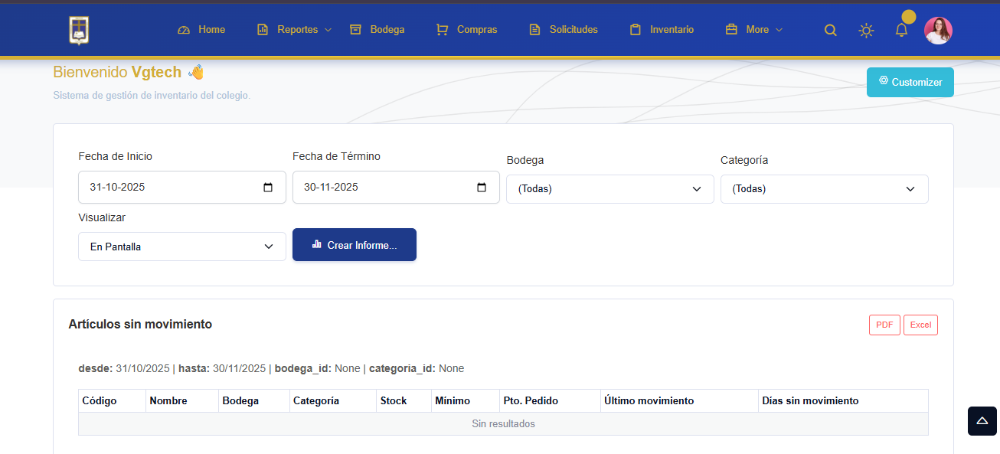 Home Reportes Bodega Compras Solicitudes Inventario More
Bienvenido Vgtech 👋
Customizer
Sistema de gestión de inventario del colegio.
Fecha de Inicio Fecha de Término Bodega Categoría
31-10-2025 30-11-2025 (Todas) (Todas)
Visualizar
En Pantalla Crear Informe...
Artículos sin movimiento PDF Excel
desde: 31/10/2025 | hasta: 30/11/2025 | bodega_id: None | categoria_id: None
Código Nombre Bodega Categoría Stock Mínimo Pto. Pedido Último movimiento Días sin movimiento
Sin resultados